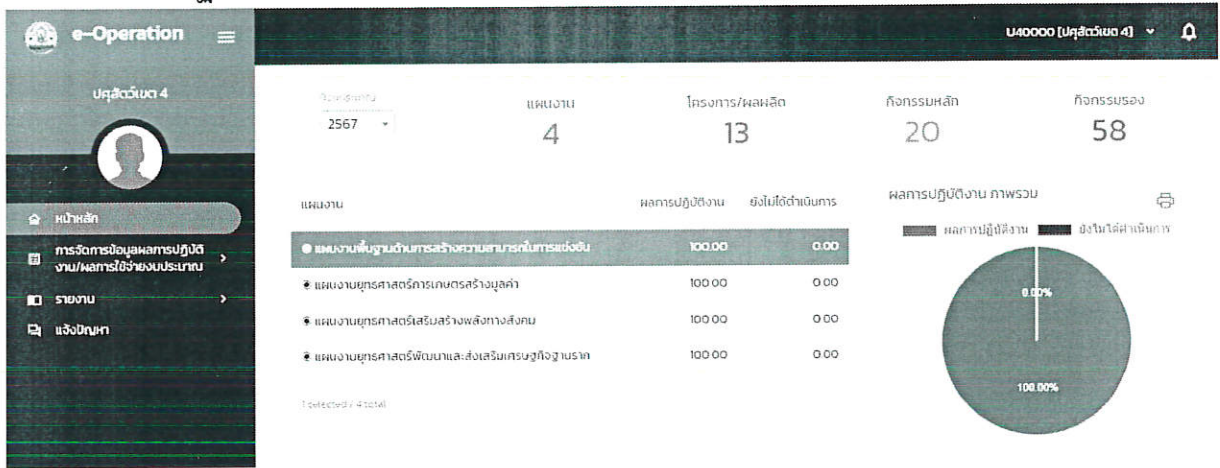 e-Operation
U40000 [ปศุสัตว์เขต 4]
ปศุสัตว์เขต 4
หน้าหลัก
การจัดการข้อมูลผลการปฏิบัติ
งาน/ผลการใช้จ่ายงบประมาณ
รายงาน
แจ้งปัญหา
2567
แผนงาน
4
โครงการ/ผลผลิต
13
กิจกรรมหลัก
20
กิจกรรมรอง
58
แผนงาน ผลการปฏิบัติงาน ยังไม่ได้ดำเนินการ
แผนงานพื้นฐานด้านการสร้างความสามารถในการแข่งขัน 100.00 0.00
แผนงานยุทธศาสตร์การเกษตรสร้างมูลค่า 100.00 0.00
แผนงานยุทธศาสตร์เสริมสร้างพลังทางสังคม 100.00 0.00
แผนงานยุทธศาสตร์พัฒนาและส่งเสริมเศรษฐกิจฐานราก 100.00 0.00
1 selected / 4 total
ผลการปฏิบัติงาน ภาพรวม
ผลการปฏิบัติงาน ยังไม่ได้ดำเนินการ
0.00%
100.00%